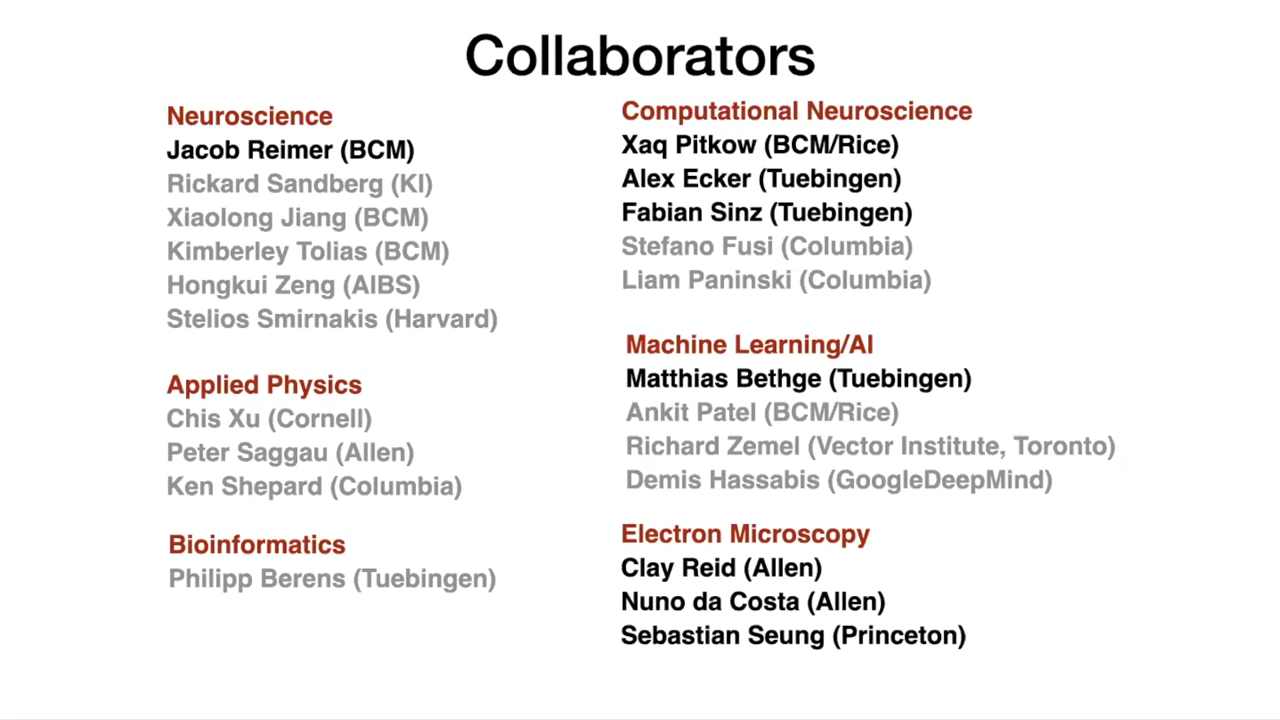 Collaborators
Neuroscience
Jacob Reimer (BCM)
Rickard Sandberg (KI)
Xiaolong Jiang (BCM)
Kimberley Tolias (BCM)
Hongkui Zeng (AIBS)
Stelios Smirnakis (Harvard)
Applied Physics
Chis Xu (Cornell)
Peter Saggau (Allen)
Ken Shepard (Columbia)
Bioinformatics
Philipp Berens (Tuebingen)
Computational Neuroscience
Xaq Pitkow (BCM/Rice)
Alex Ecker (Tuebingen)
Fabian Sinz (Tuebingen)
Stefano Fusi (Columbia)
Liam Paninski (Columbia)
Machine Learning/AI
Matthias Bethge (Tuebingen)
Ankit Patel (BCM/Rice)
Richard Zemel (Vector Institute, Toronto)
Demis Hassabis (GoogleDeepMind)
Electron Microscopy
Clay Reid (Allen)
Nuno da Costa (Allen)
Sebastian Seung (Princeton)